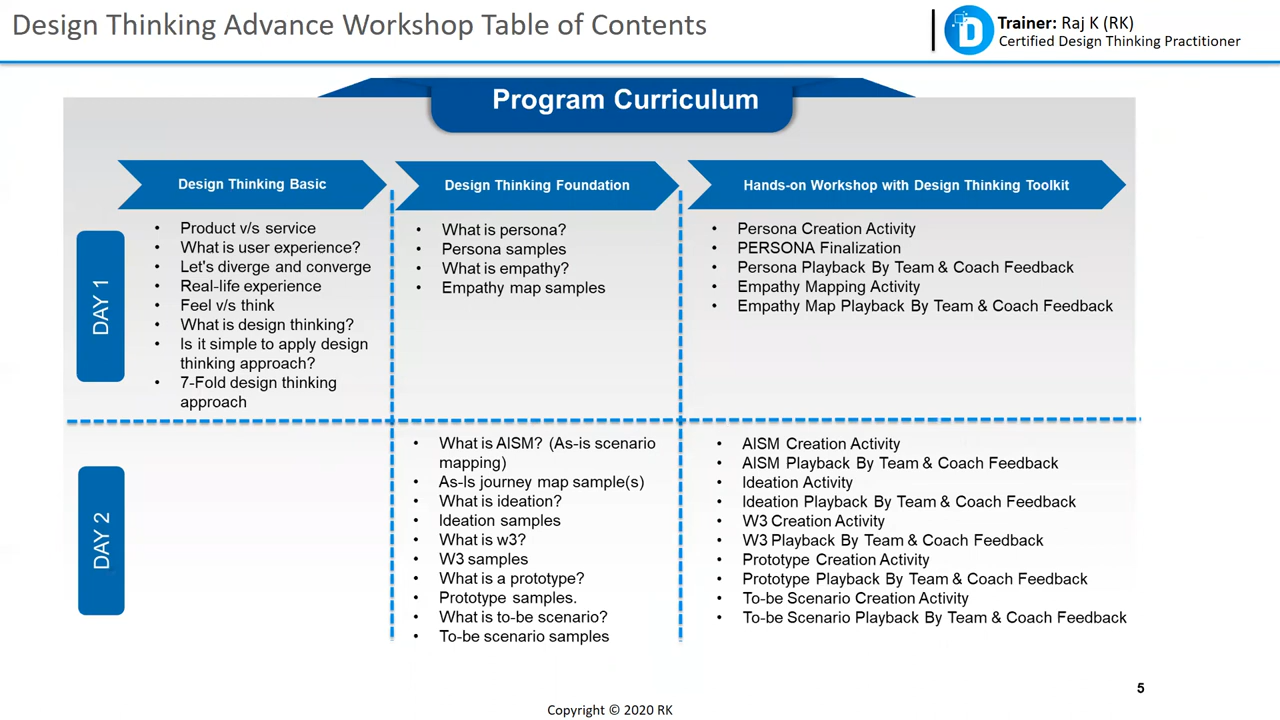 Design Thinking Advance Workshop Table of Contents
Trainer: Raj K (RK)
Certified Design Thinking Practitioner
Program Curriculum
Design Thinking Basic
Design Thinking Foundation
Hands-on Workshop with Design Thinking Toolkit
DAY 1
• Product v/s service
• What is user experience?
• Let's diverge and converge
• Real-life experience
• Feel v/s think
• What is design thinking?
• Is it simple to apply design
thinking approach?
• 7-Fold design thinking
approach
• What is persona?
• Persona samples
• What is empathy?
• Empathy map samples
• Persona Creation Activity
• PERSONA Finalization
• Persona Playback By Team & Coach Feedback
• Empathy Mapping Activity
• Empathy Map Playback By Team & Coach Feedback
DAY 2
• What is AISM? (As-is scenario
mapping)
• As-Is journey map sample(s)
• What is ideation?
• Ideation samples
• What is w3?
• W3 samples
• What is a prototype?
• Prototype samples.
• What is to-be scenario?
• To-be scenario samples
• AISM Creation Activity
• AISM Playback By Team & Coach Feedback
• Ideation Activity
• Ideation Playback By Team & Coach Feedback
• W3 Creation Activity
• W3 Playback By Team & Coach Feedback
• Prototype Creation Activity
• Prototype Playback By Team & Coach Feedback
• To-be Scenario Creation Activity
• To-be Scenario Playback By Team & Coach Feedback
5
Copyright © 2020 RK